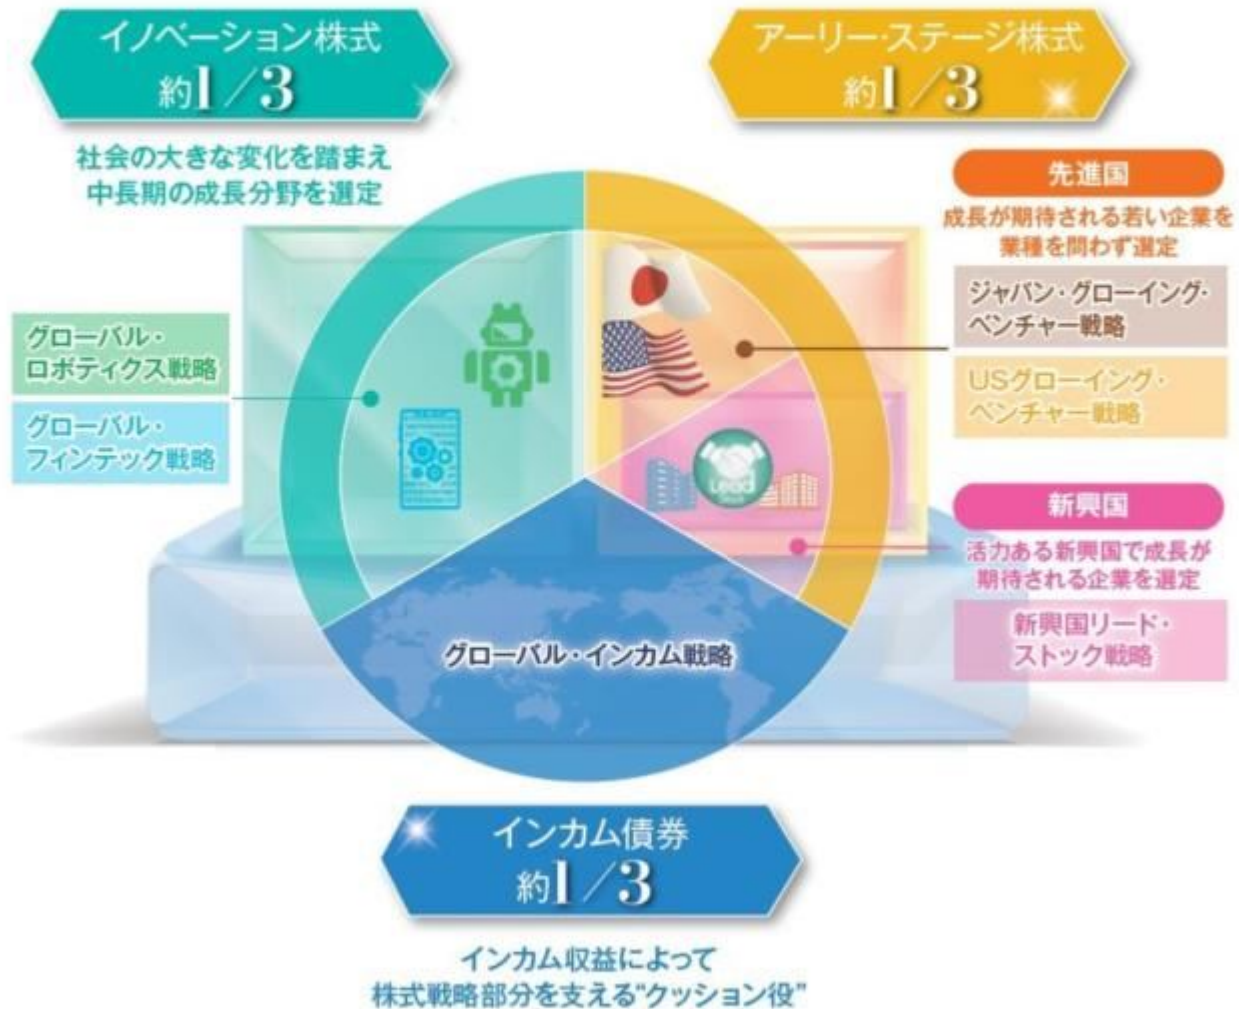 イノベーション株式
約1/3
社会の大きな変化を踏まえ
中長期の成長分野を選定
グローバル・
ロボティクス戦略
グローバル・
フィンテック戦略
アーリー・ステージ株式
約1/3
先進国
成長が期待される若い企業を
業種を問わず選定
ジャパン・グローイング・
ベンチャー戦略
USグローイング・
ベンチャー戦略
新興国
活力ある新興国で成長が
期待される企業を選定
新興国リード・
ストック戦略
Lead
グローバル・インカム戦略
インカム債券
約1/3
インカム収益によって
株式戦略部分を支える"クッション役"